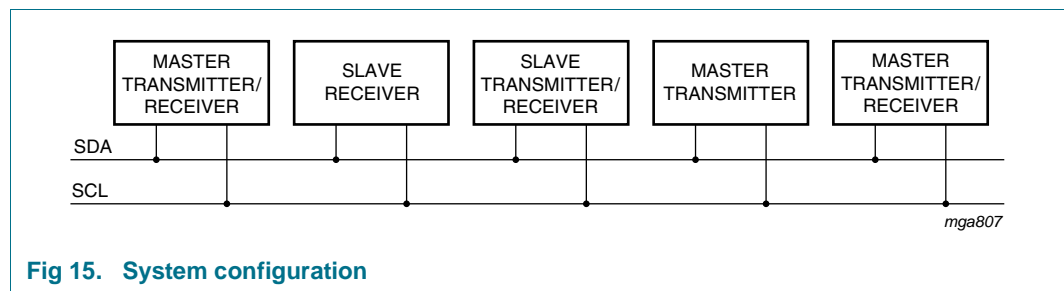 MASTER
TRANSMITTER/
RECEIVER
SLAVE
RECEIVER
SLAVE
TRANSMITTER/
RECEIVER
MASTER
TRANSMITTER
MASTER
TRANSMITTER/
RECEIVER
SDA
SCL
mga807
Fig 15. System configuration